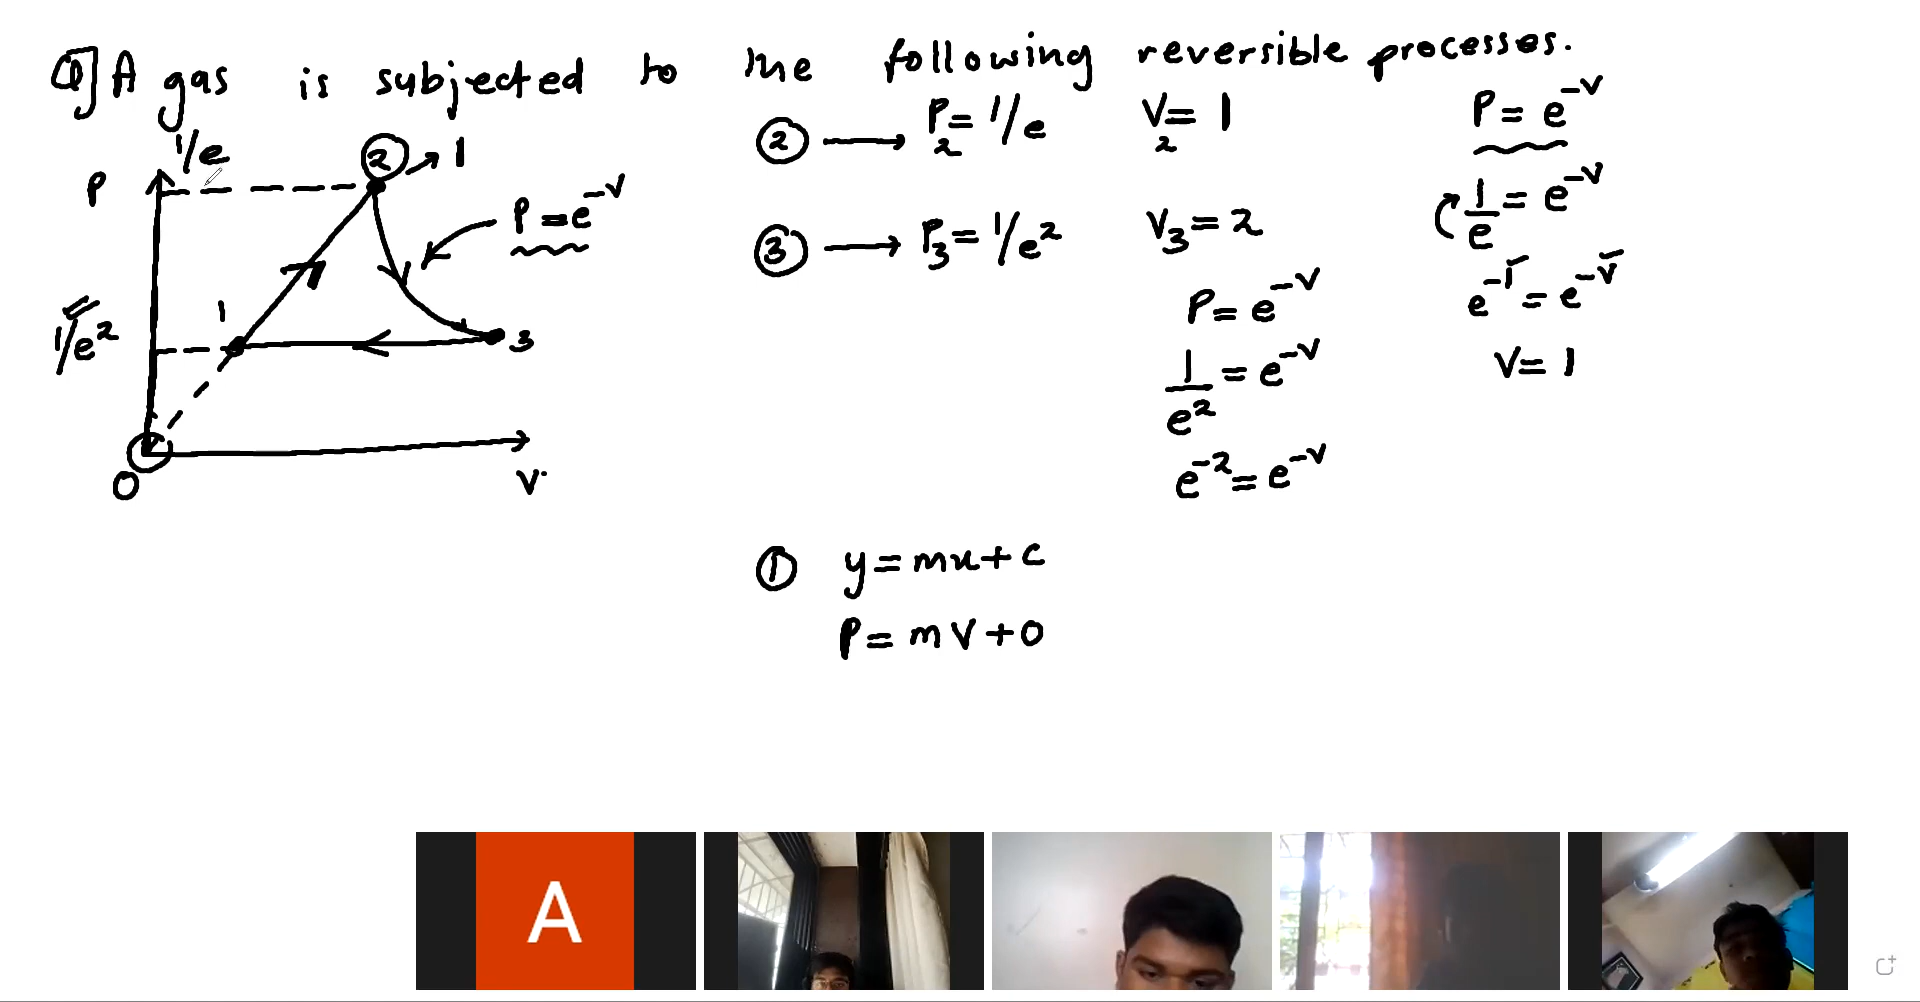 Q] A gas is subjected to the following reversible processes.
1/e
2 → 1
P
P = e^-V
1
1/e²
3
O
V
② → P₂ = 1/e V₂ = 1
③ → P₃ = 1/e² V₃ = 2
P = e^-V
1/e² = e^-V
e^-2 = e^-V
P = e^-V
1/e = e^-V
e^-1 = e^-V
V = 1
① y = mx + c
P = mV + 0
A